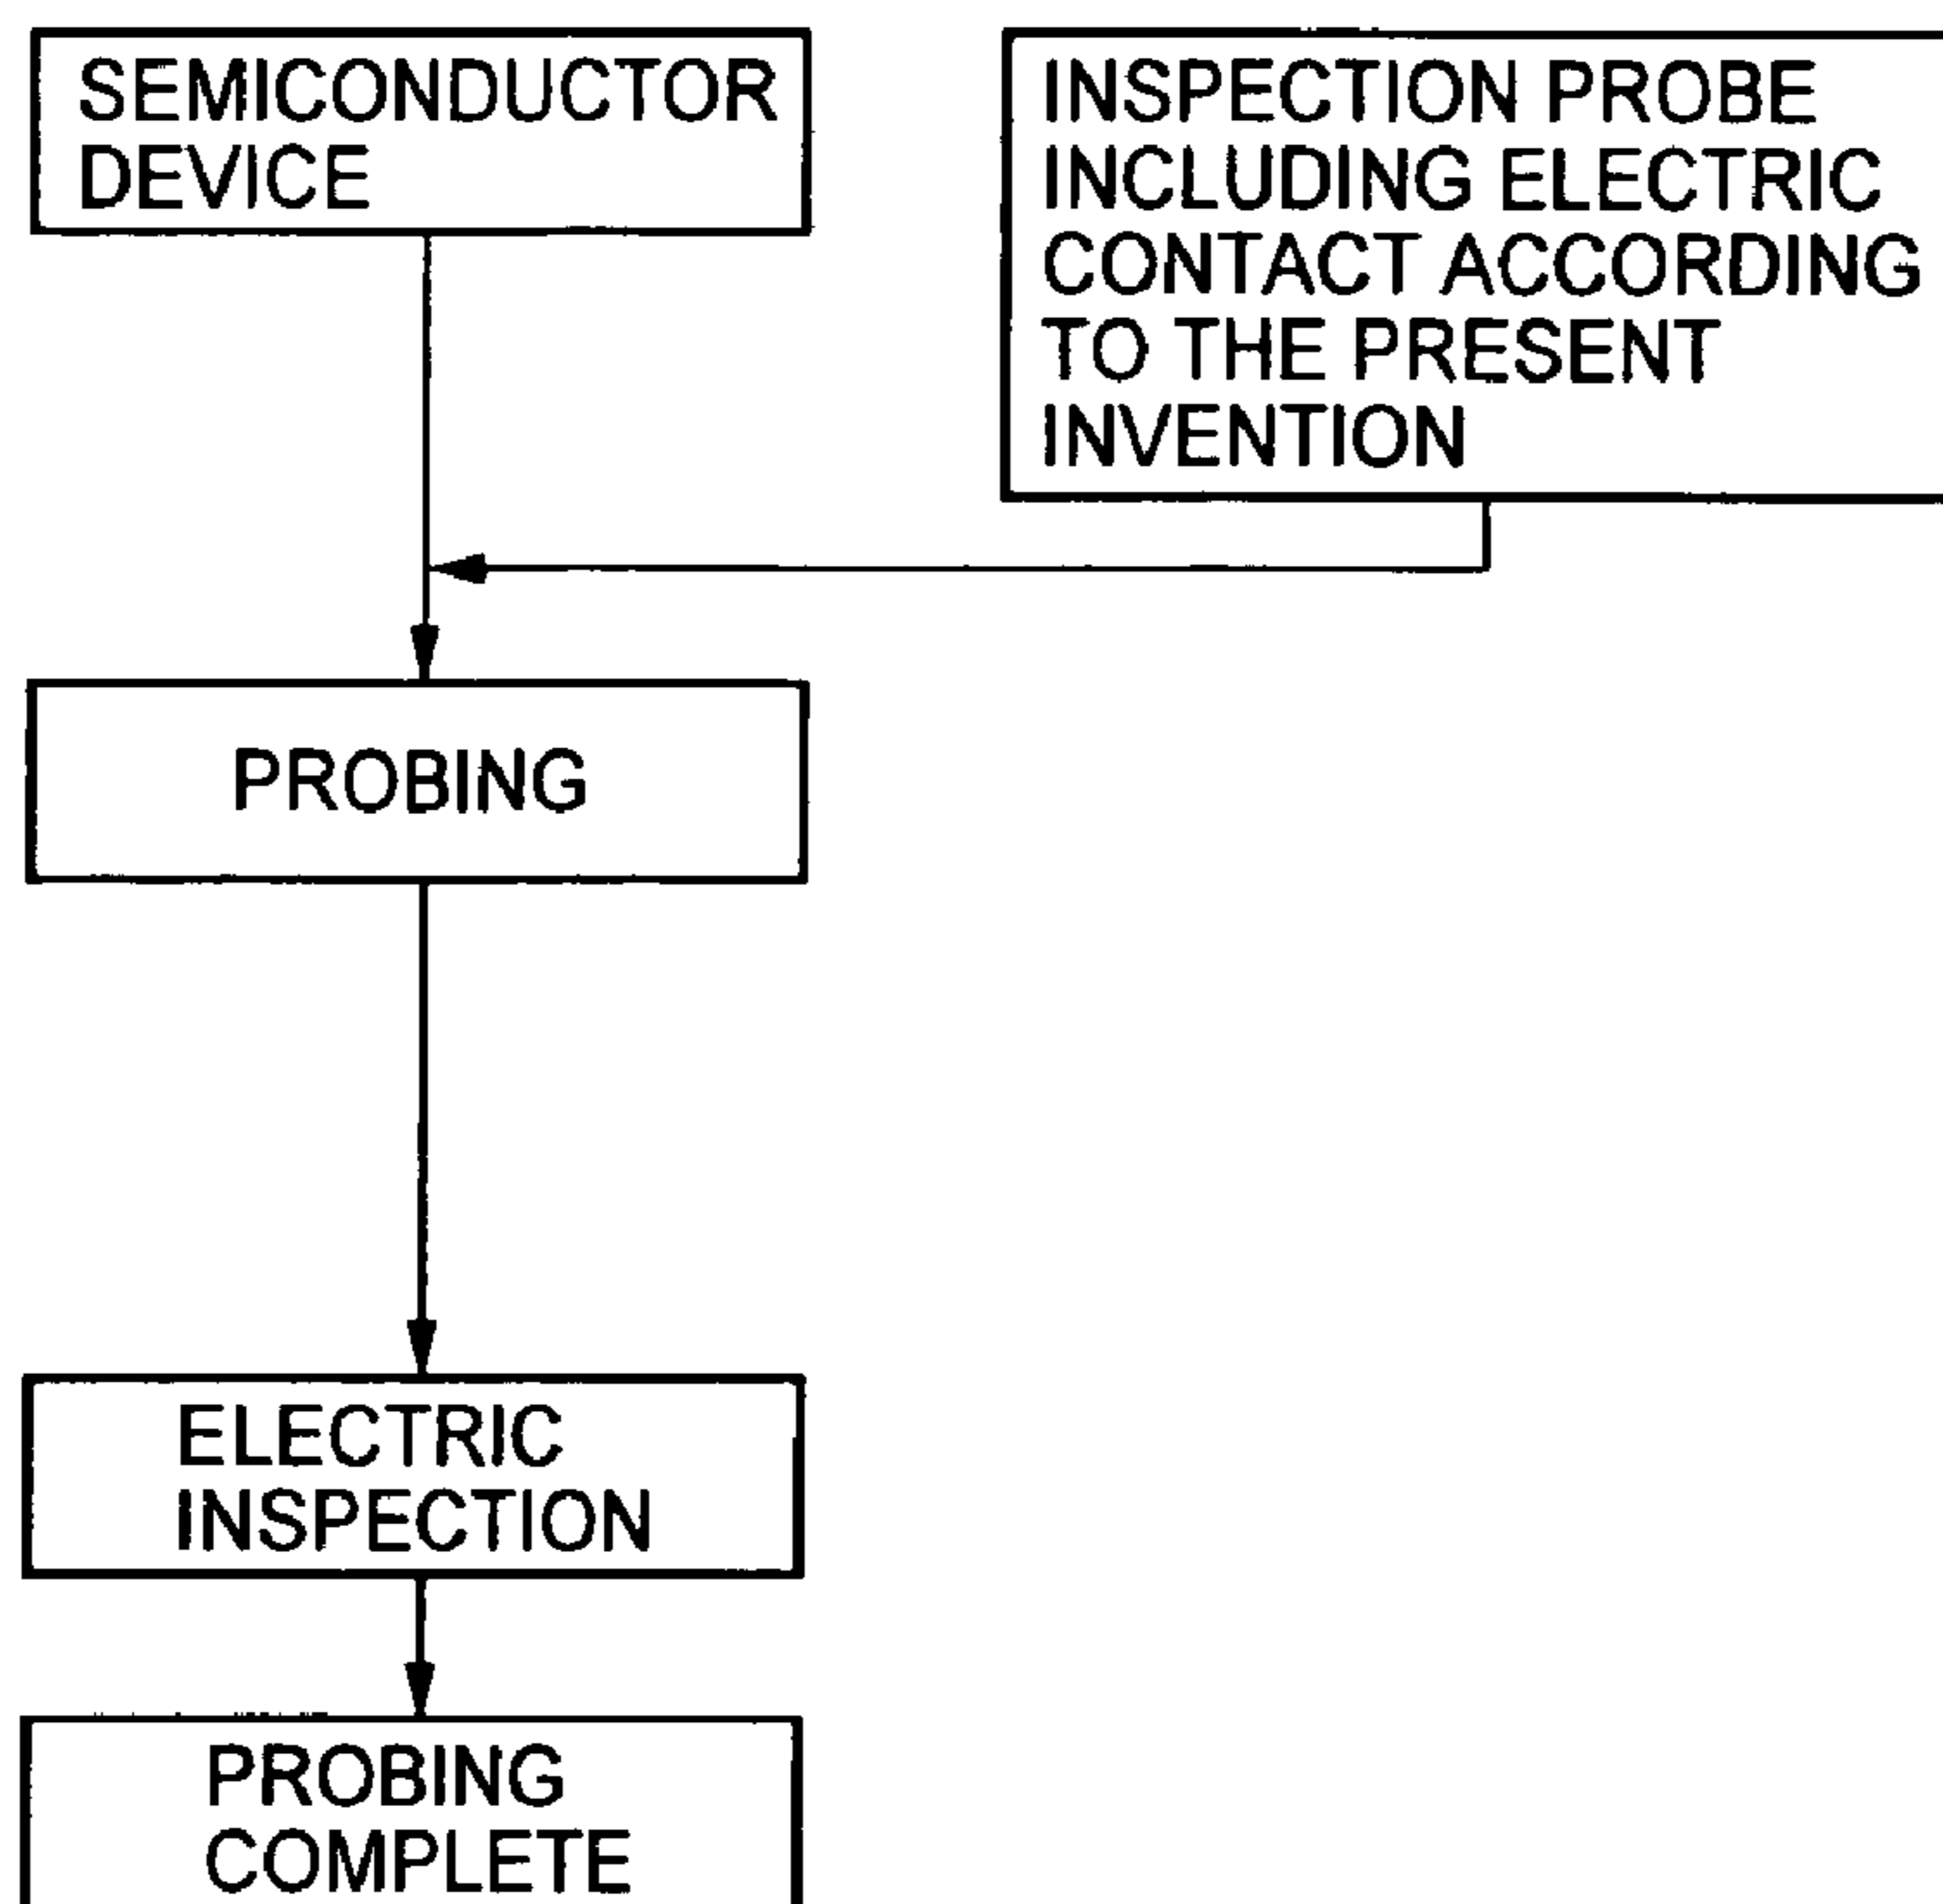 SEMICONDUCTOR
DEVICE
INSPECTION PROBE
INCLUDING ELECTRIC
CONTACT ACCORDING
TO THE PRESENT
INVENTION
PROBING
ELECTRIC
INSPECTION
PROBING
COMPLETE